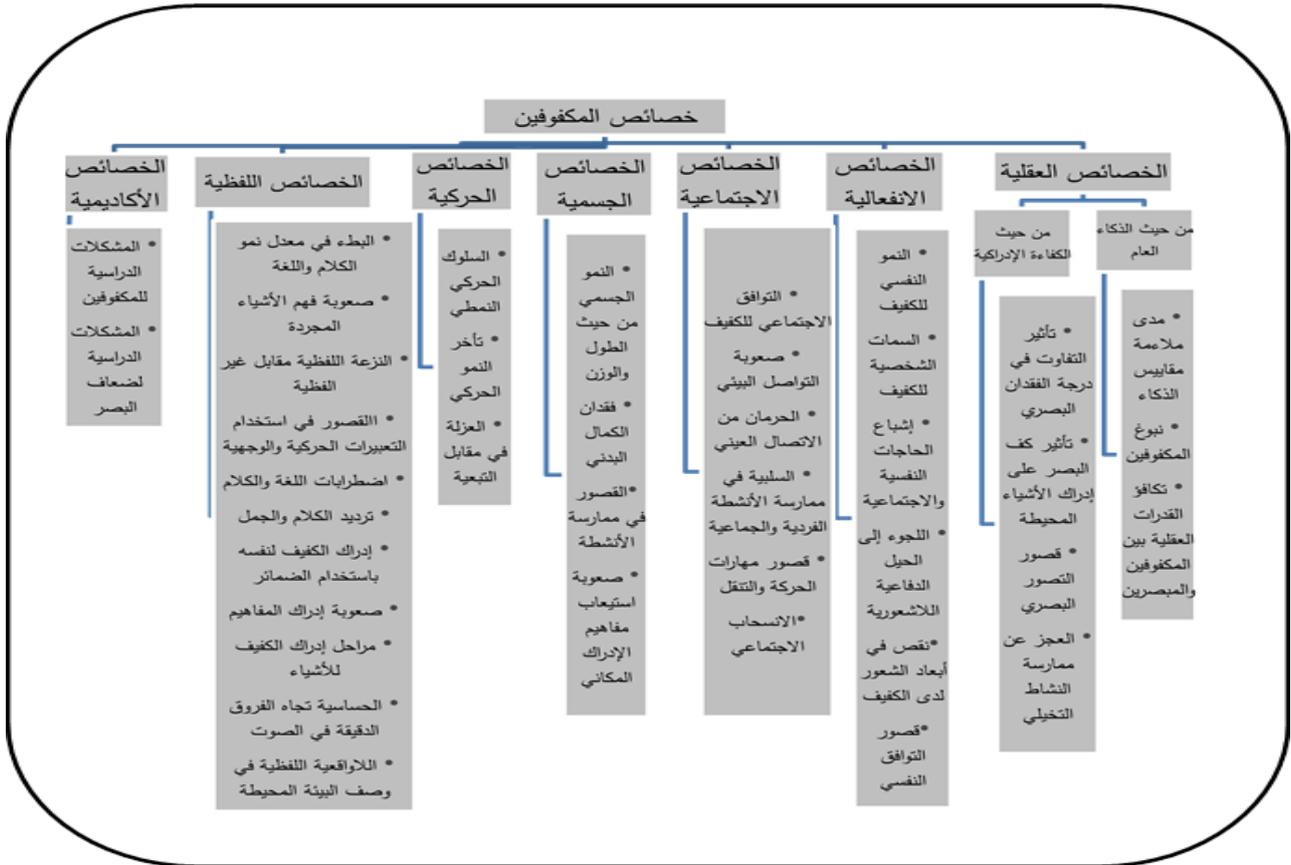 خصائص المكفوفين
الخصائص العقلية
من حيث الذكاء
العام
• مدى
ملاءمة
مقاييس
الذكاء
• نبوغ
المكفوفين
• تكافؤ
القدرات
العقلية بين
المكفوفين
والمبصرين
من حيث
الكفاءة الإدراكية
• تأثير
التفاوت في
درجة الفقدان
البصري
• تأثير كف
البصر على
إدراك الأشياء
المحيطة
• قصور
التصور
البصري
• العجز عن
ممارسة
النشاط
التخيلي
الخصائص
الانفعالية
• النمو
النفسي
للكفيف
• السمات
الشخصية
للكفيف
• إشباع
الحاجات
النفسية
والاجتماعية
• اللجوء إلى
الحيل
الدفاعية
اللاشعورية
•نقص في
أبعاد الشعور
لدى الكفيف
•قصور
التوافق
النفسي
الخصائص
الاجتماعية
• التوافق
الاجتماعي للكفيف
• صعوبة
التواصل البيئي
• الحرمان من
الاتصال العيني
• السلبية في
ممارسة الأنشطة
الفردية والجماعية
• قصور مهارات
الحركة والتنقل
•الانسحاب
الاجتماعي
الخصائص
الجسمية
• النمو
الجسمي
من حيث
الطول
والوزن
• فقدان
الكمال
البدني
•القصور
في ممارسة
الأنشطة
• صعوبة
استيعاب
مفاهيم
الإدراك
المكاني
الخصائص
الحركية
• السلوك
الحركي
النمطي
• تأخر
النمو
الحركي
• العزلة
في مقابل
التبعية
الخصائص اللفظية
• البطء في معدل نمو
الكلام واللغة
• صعوبة فهم الأشياء
المجردة
• النزعة اللفظية مقابل غير
الفظية
• االقصور في استخدام
التعبيرات الحركية والوجهية
• اضطرابات اللغة والكلام
• ترديد الكلام والجمل
• إدراك الكفيف لنفسه
باستخدام الضمائر
• صعوبة إدراك المفاهيم
• مراحل إدراك الكفيف
للأشياء
• الحساسية تجاه الفروق
الدقيقة في الصوت
• اللاواقعية اللفظية في
وصف البيئة المحيطة
الخصائص
الأكاديمية
• المشكلات
الدراسية
للمكفوفين
• المشكلات
الدراسية
لضعاف
البصر